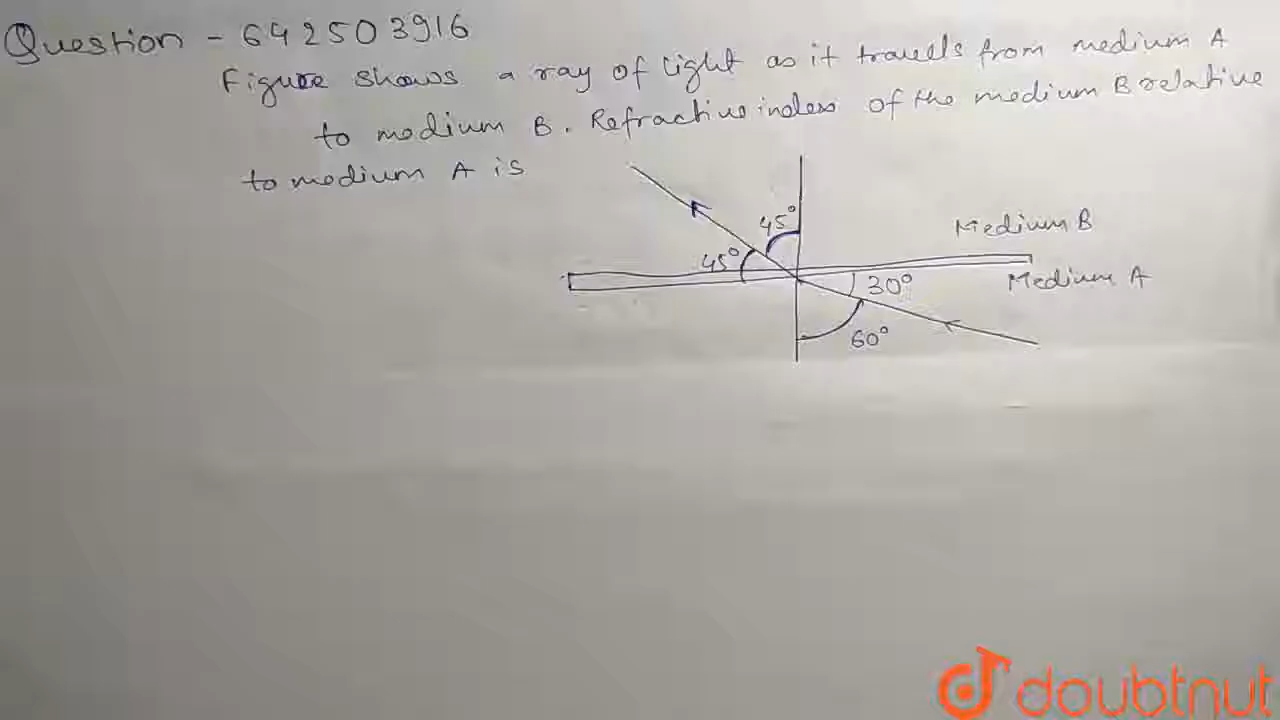 Question - 642503916
Figure shows a ray of light as it travels from medium A
to medium B. Refractive index of the medium B relative
to medium A is
45°
Medium B
45°
30°
Medium A
60°
doubtnut